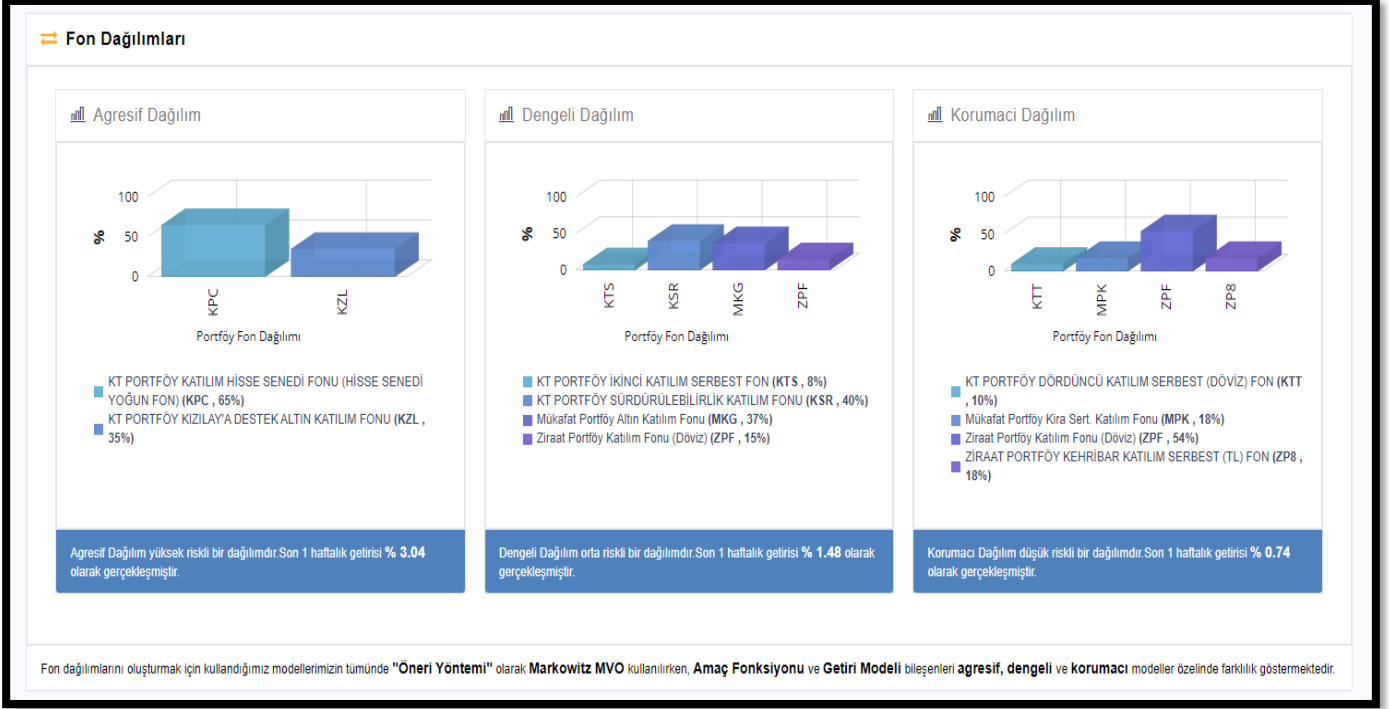 Fon Dağılımları
Agresif Dağılım
100
50
0
%
KPC
KZL
Portföy Fon Dağılımı
KT PORTFÖY KATILIM HİSSE SENEDİ FONU (HİSSE SENEDİ
YOĞUN FON) (KPC , 65%)
KT PORTFÖY KIZILAY'A DESTEK ALTIN KATILIM FONU (KZL ,
35%)
Agresif Dağılım yüksek riskli bir dağılımdır.Son 1 haftalık getirisi % 3.04
olarak gerçekleşmiştir.
Dengeli Dağılım
100
50
0
%
KTS
KSR
MKG
ZPF
Portföy Fon Dağılımı
KT PORTFÖY İKİNCİ KATILIM SERBEST FON (KTS , 8%)
KT PORTFÖY SÜRDÜRÜLEBİLİRLİK KATILIM FONU (KSR , 40%)
Mükafat Portföy Altın Katılım Fonu (MKG , 37%)
Ziraat Portföy Katılım Fonu (Döviz) (ZPF , 15%)
Dengeli Dağılım orta riskli bir dağılımdır.Son 1 haftalık getirisi % 1.48 olarak
gerçekleşmiştir.
Korumaci Dağılım
100
50
0
%
KTT
MPK
ZPF
ZP8
Portföy Fon Dağılımı
KT PORTFÖY DÖRDÜNCÜ KATILIM SERBEST (DÖVİZ) FON (KTT
, 10%)
Mükafat Portföy Kira Sert. Katılım Fonu (MPK , 18%)
Ziraat Portföy Katılım Fonu (Döviz) (ZPF , 54%)
ZİRAAT PORTFÖY KEHRİBAR KATILIM SERBEST (TL) FON (ZP8 ,
18%)
Korumacı Dağılım düşük riskli bir dağılımdır.Son 1 haftalık getirisi % 0.74
olarak gerçekleşmiştir.
Fon dağılımlarını oluşturmak için kullandığımız modellerimizin tümünde "Öneri Yöntemi" olarak Markowitz MVO kullanılırken, Amaç Fonksiyonu ve Getiri Modeli bileşenleri agresif, dengeli ve korumacı modeller özelinde farklılık göstermektedir.